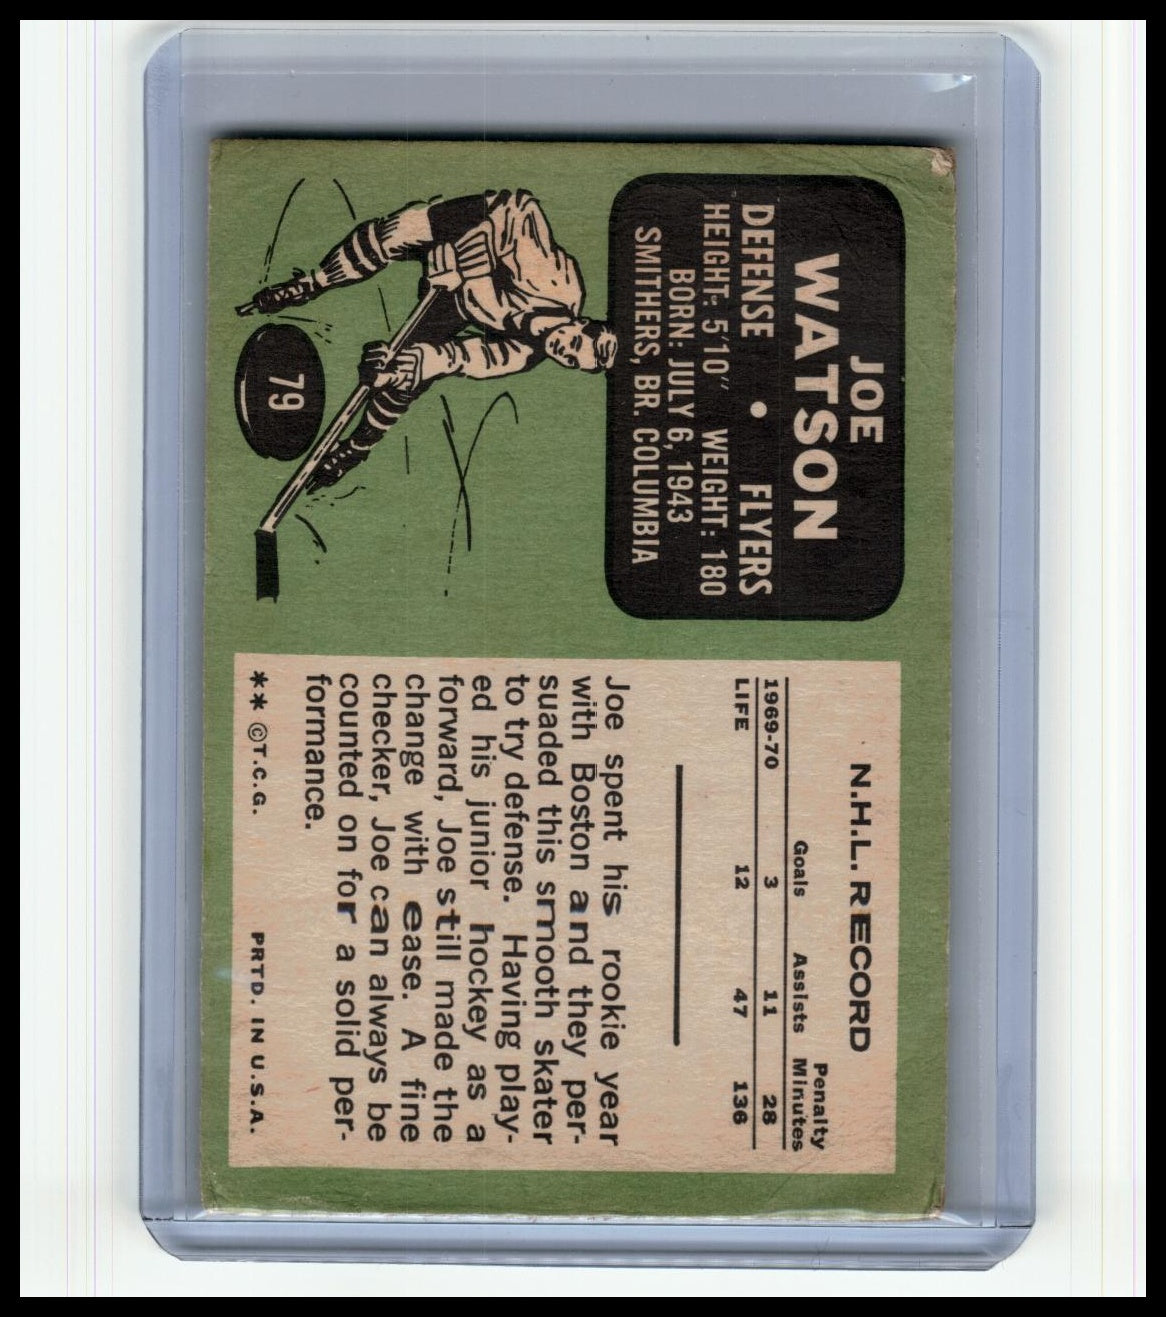 JOE
WATSON
DEFENSE • FLYERS
HEIGHT: 5'10" WEIGHT: 180
BORN: JULY 6, 1943
SMITHERS, BR. COLUMBIA
79
N.H.L. RECORD
Goals Assists Penalty Minutes
1969-70 3 11 28
LIFE 12 47 136
Joe spent his rookie year
with Boston and they per-
suaded this smooth skater
to try defense. Having play-
ed his junior hockey as a
forward, Joe still made the
change with ease. A fine
checker, Joe can always be
counted on for a solid per-
formance.
** ©T.C.G. PRTD. IN U.S.A.